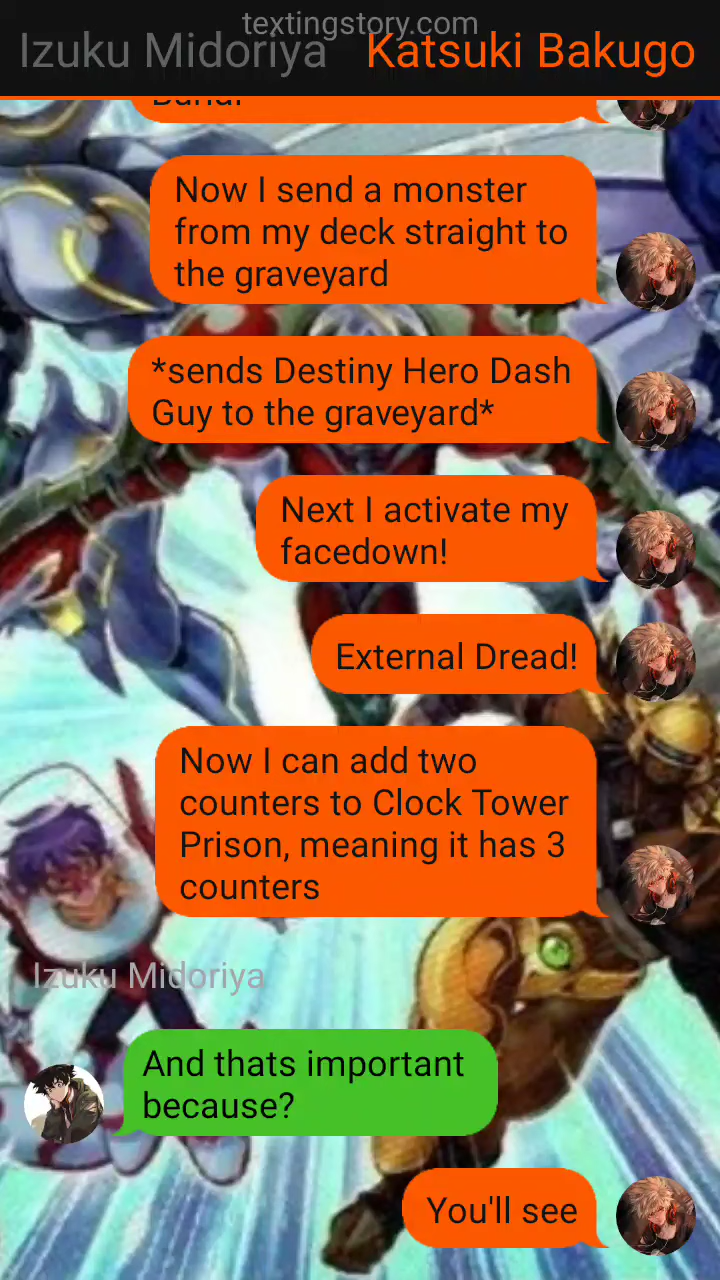 textingstory.com
Izuku Midoriya Katsuki Bakugo
Now I send a monster
from my deck straight to
the graveyard
*sends Destiny Hero Dash
Guy to the graveyard*
Next I activate my
facedown!
External Dread!
Now I can add two
counters to Clock Tower
Prison, meaning it has 3
counters
Izuku Midoriya
And thats important
because?
You'll see